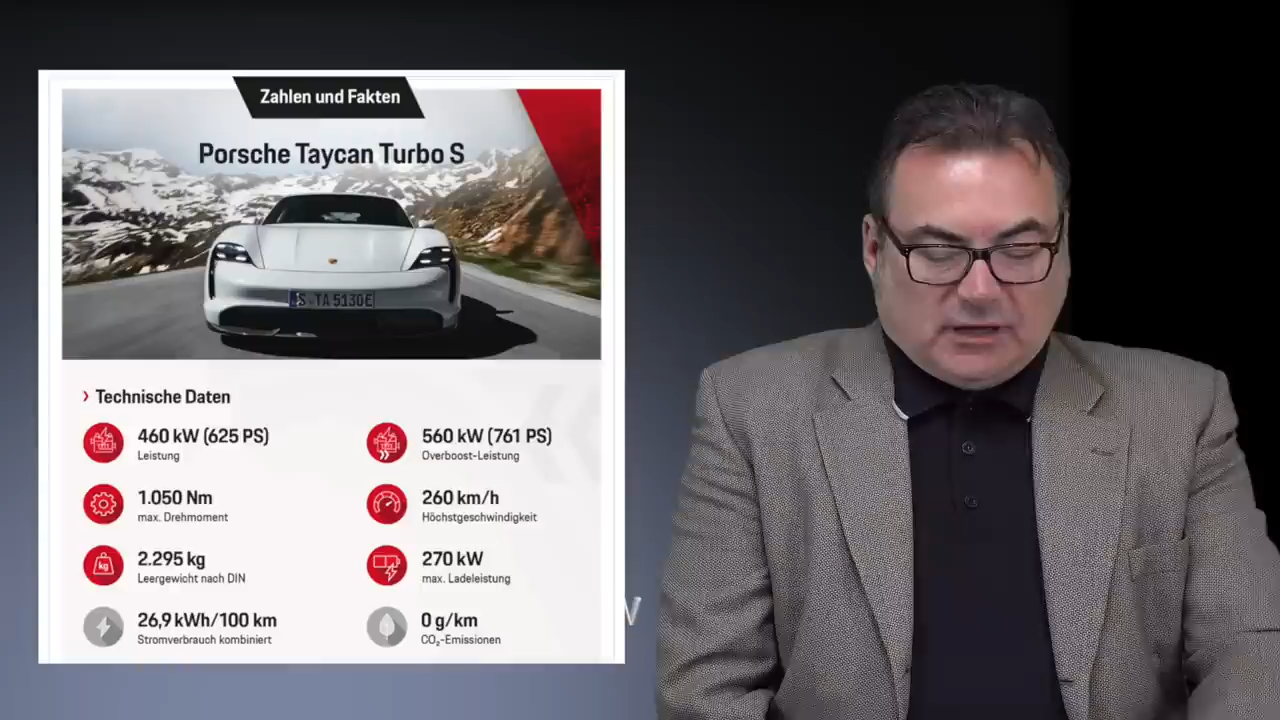 Zahlen und Fakten
Porsche Taycan Turbo S
S TA 5130E
Technische Daten
460 kW (625 PS)
Leistung
560 kW (761 PS)
Overboost-Leistung
1.050 Nm
max. Drehmoment
260 km/h
Höchstgeschwindigkeit
kg
2.295 kg
Leergewicht nach DIN
270 kW
max. Ladeleistung
26,9 kWh/100 km
Stromverbrauch kombiniert
0 g/km
CO₂-Emissionen